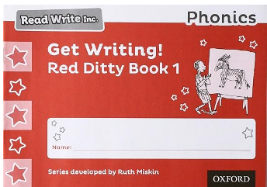 Read Write Inc.
Phonics
Get Writing!
Red Ditty Book 1
Name:
Series developed by Ruth Miskin
OXFORD